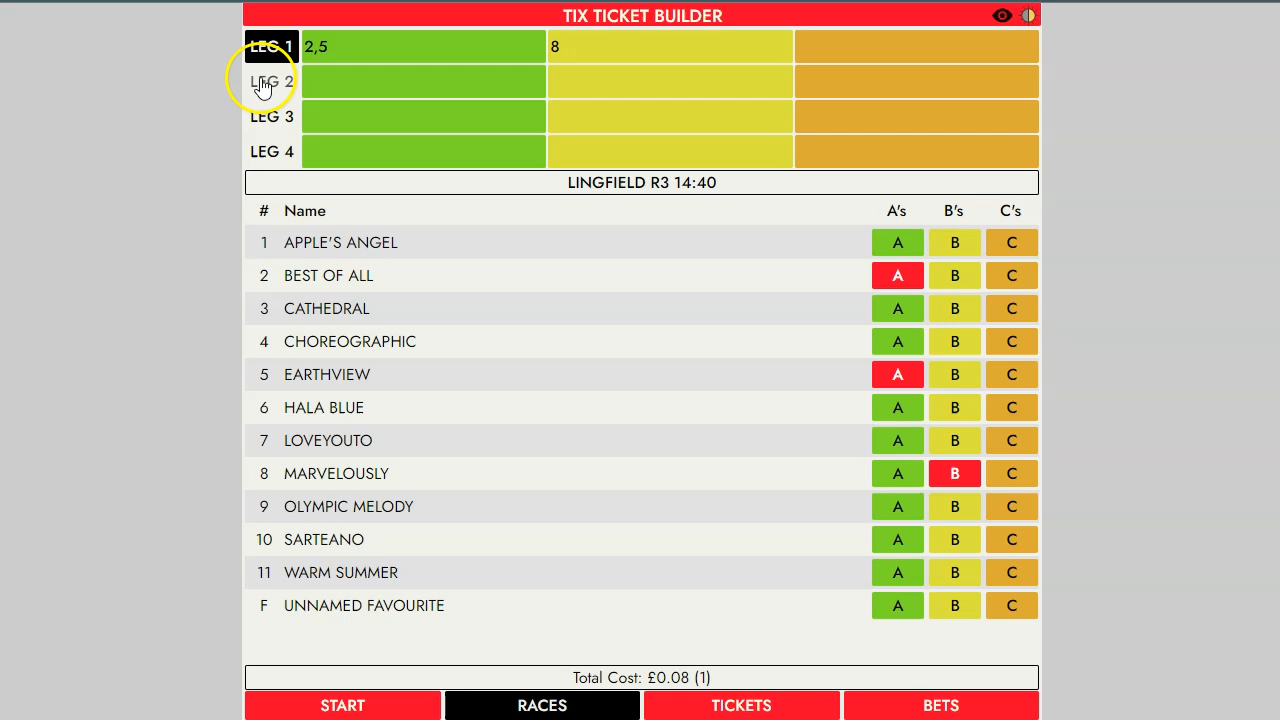 TIX TICKET BUILDER
LEG 1 2,5 8
LEG 2
LEG 3
LEG 4
LINGFIELD R3 14:40
# Name A's B's C's
1 APPLE'S ANGEL A B C
2 BEST OF ALL A B C
3 CATHEDRAL A B C
4 CHOREOGRAPHIC A B C
5 EARTHVIEW A B C
6 HALA BLUE A B C
7 LOVEYOUTO A B C
8 MARVELOUSLY A B C
9 OLYMPIC MELODY A B C
10 SARTEANO A B C
11 WARM SUMMER A B C
F UNNAMED FAVOURITE A B C
Total Cost: £0.08 (1)
START RACES TICKETS BETS